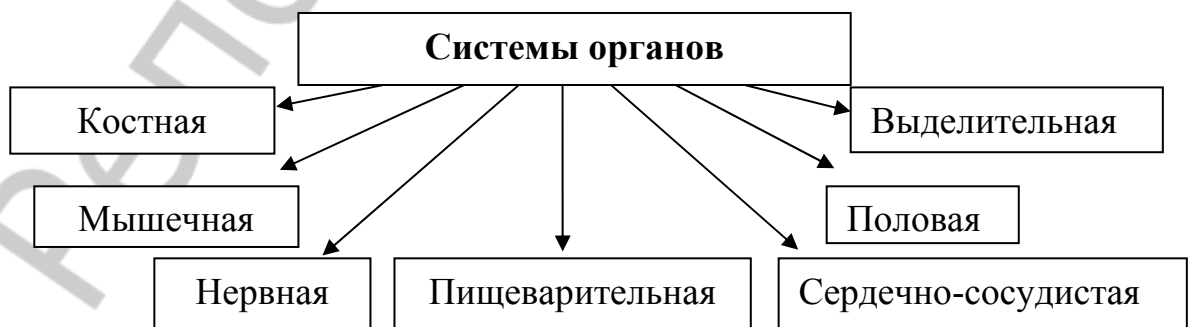 Системы органов
Костная
Выделительная
Мышечная
Половая
Нервная
Пищеварительная
Сердечно-сосудистая